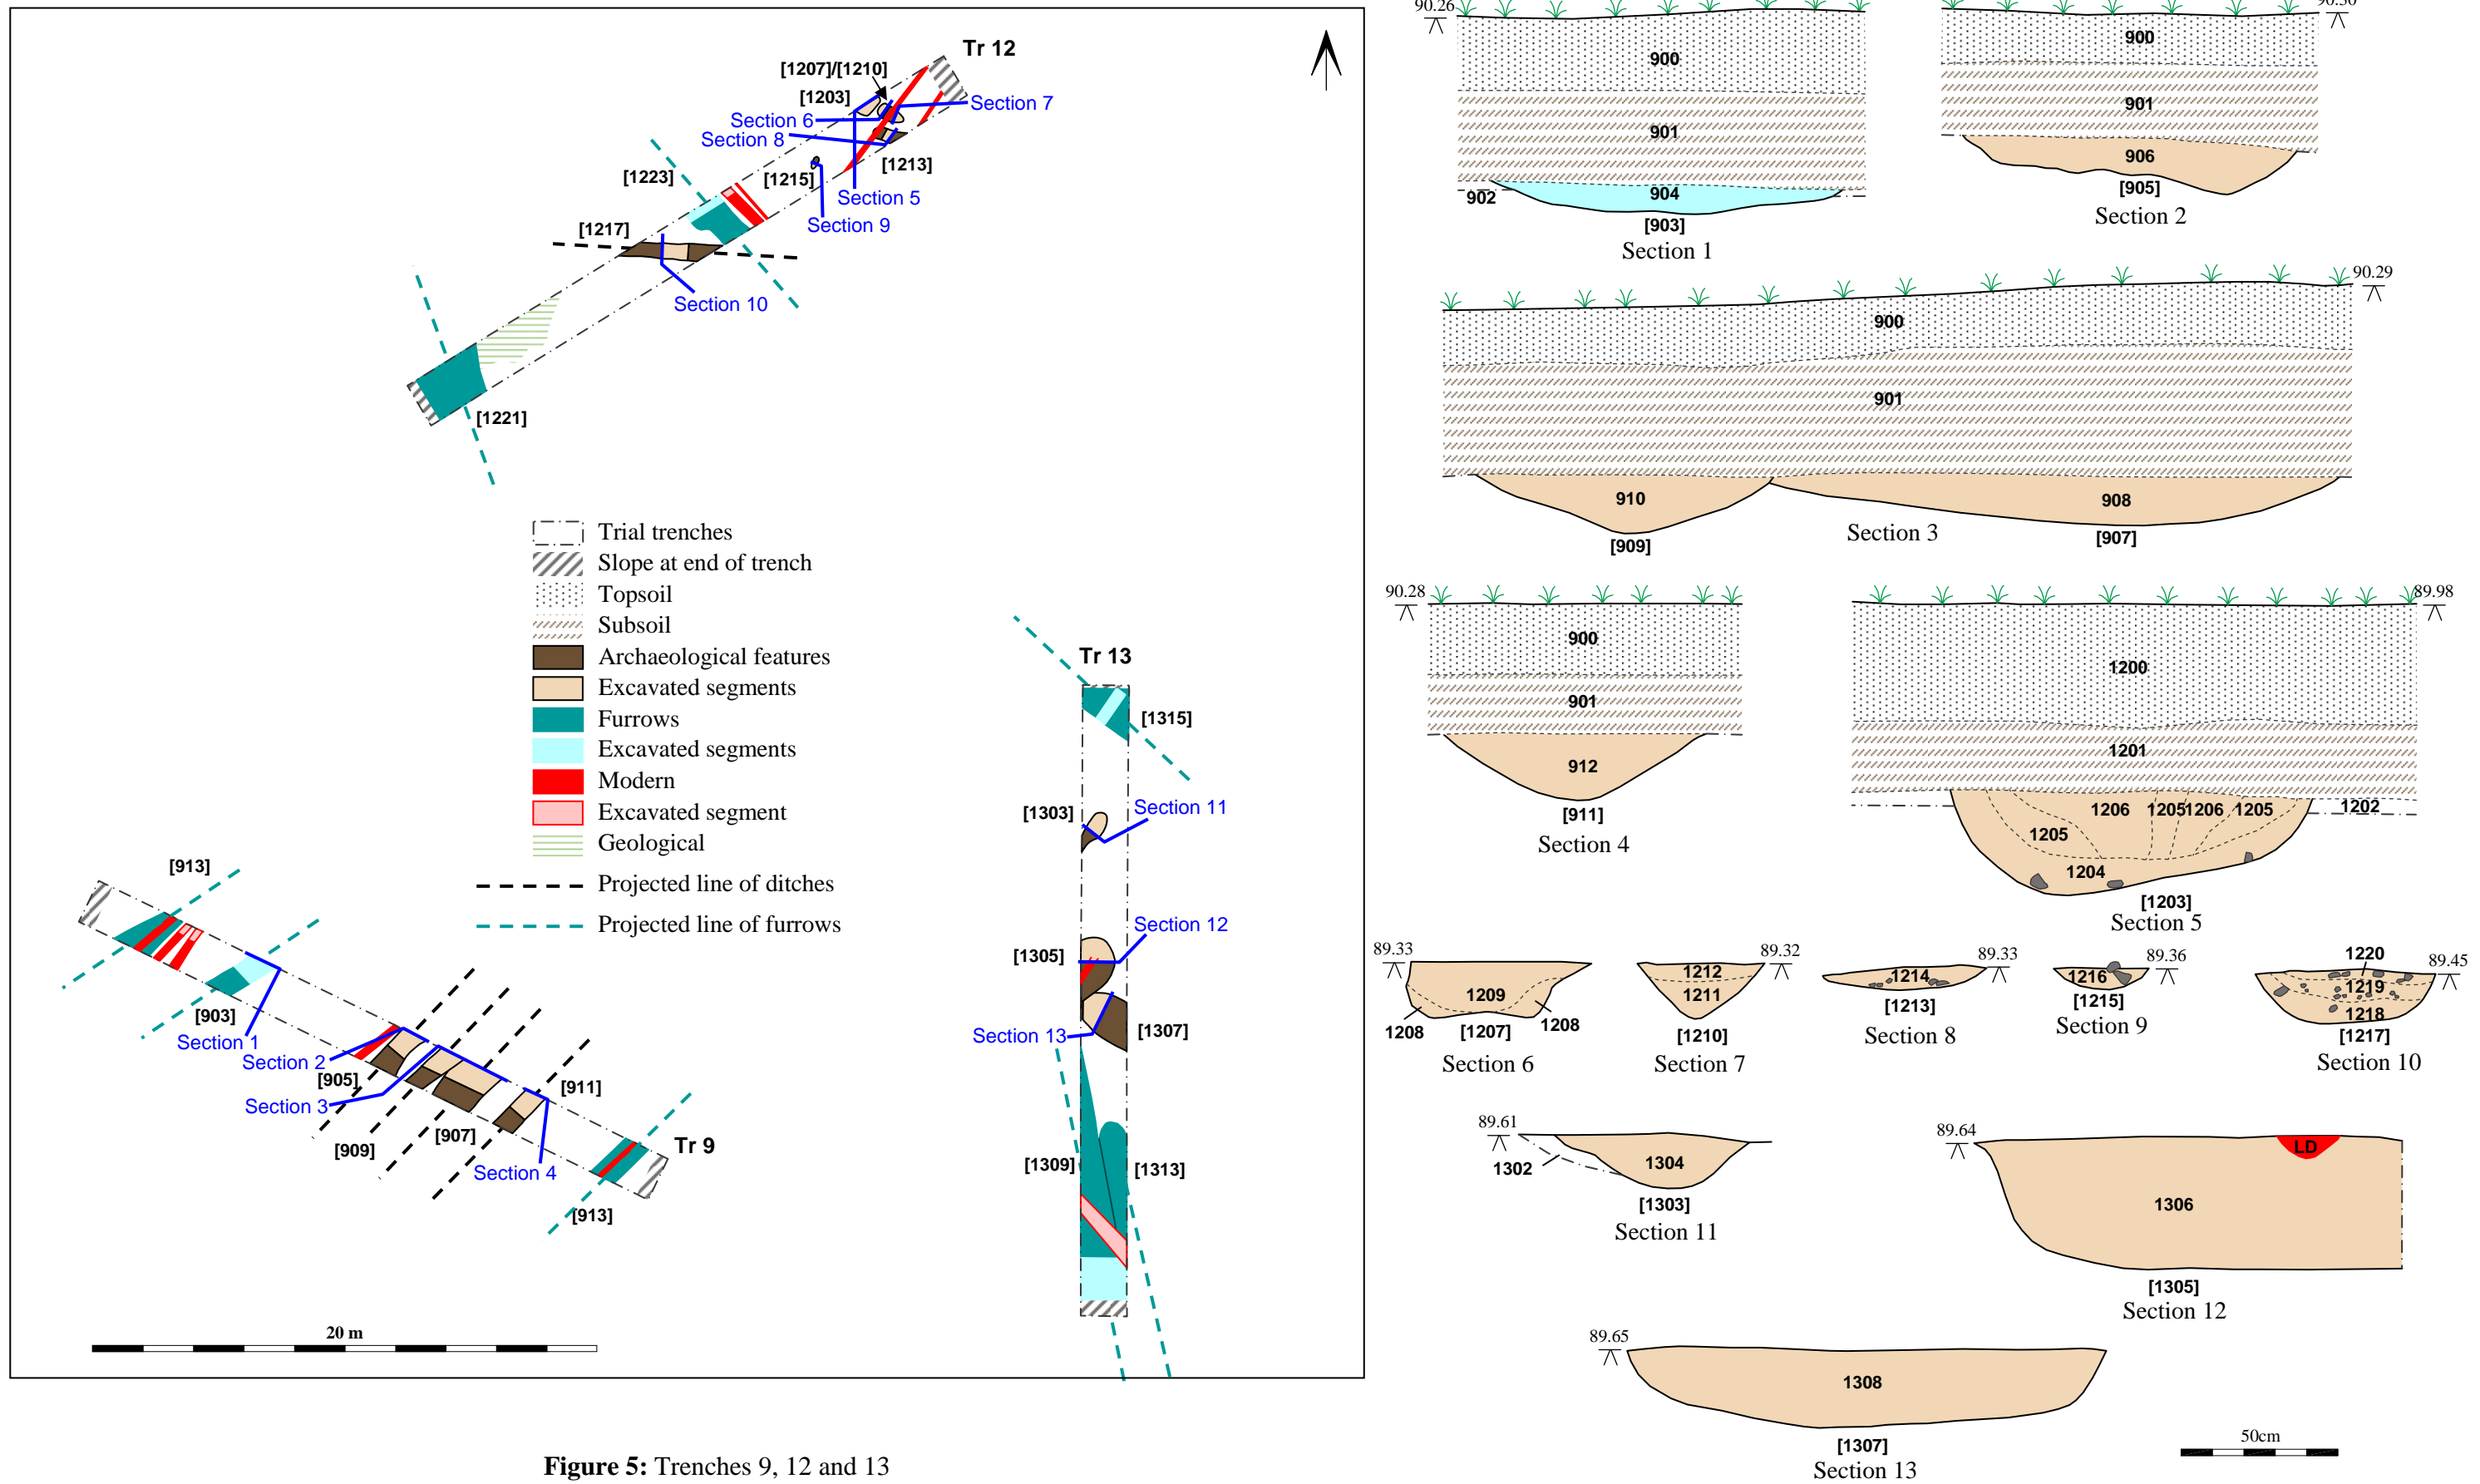 Tr 12
[1207]/[1210]
[1203]
Section 7
Section 6
Section 8
[1213]
[1223]
[1215]
Section 5
Section 9
[1217]
Section 10
[1221]
Trial trenches
Slope at end of trench
Topsoil
Subsoil
Archaeological features
Excavated segments
Furrows
Excavated segments
Modern
Excavated segment
Geological
Projected line of ditches
Projected line of furrows
Tr 13
[1315]
[1303]
Section 11
Section 12
[1305]
Section 13
[1307]
[1309]
[1313]
[913]
[903]
Section 1
Section 2
[905]
Section 3
[911]
[909]
[907]
Section 4
Tr 9
[913]
20 m
90.26
900
901
902
904
[903]
Section 1
90.30
900
901
906
[905]
Section 2
90.29
900
901
910
908
[909]
Section 3
[907]
90.28
900
901
912
[911]
Section 4
89.98
1200
1201
1202
1206
1205
1206
1205
1205
1204
[1203]
Section 5
89.33
1209
1208
[1207]
1208
Section 6
89.32
1212
1211
[1210]
Section 7
89.33
1214
[1213]
Section 8
89.36
1216
[1215]
Section 9
1220
89.45
1219
1218
[1217]
Section 10
89.61
1302
1304
[1303]
Section 11
89.64
LD
1306
[1305]
Section 12
89.65
1308
[1307]
Section 13
50cm
Figure 5: Trenches 9, 12 and 13